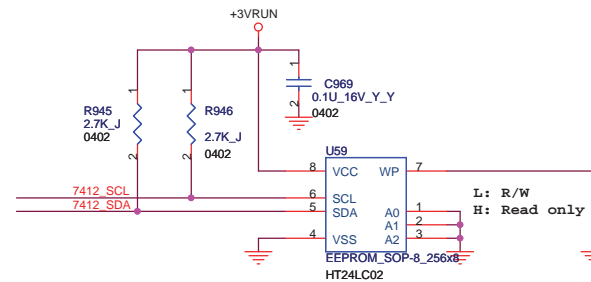 +3VRUN
1
C969
0.1U_16V_Y_Y
2
0402
1
R945
2.7K_J
0402
2
1
R946
2.7K_J
0402
2
U59
8 VCC WP 7
7412_SCL 6 SCL
7412_SDA 5 SDA A0 1
A1 2
4 VSS A2 3
L: R/W
H: Read only
EEPROM_SOP-8_256x8
HT24LC02